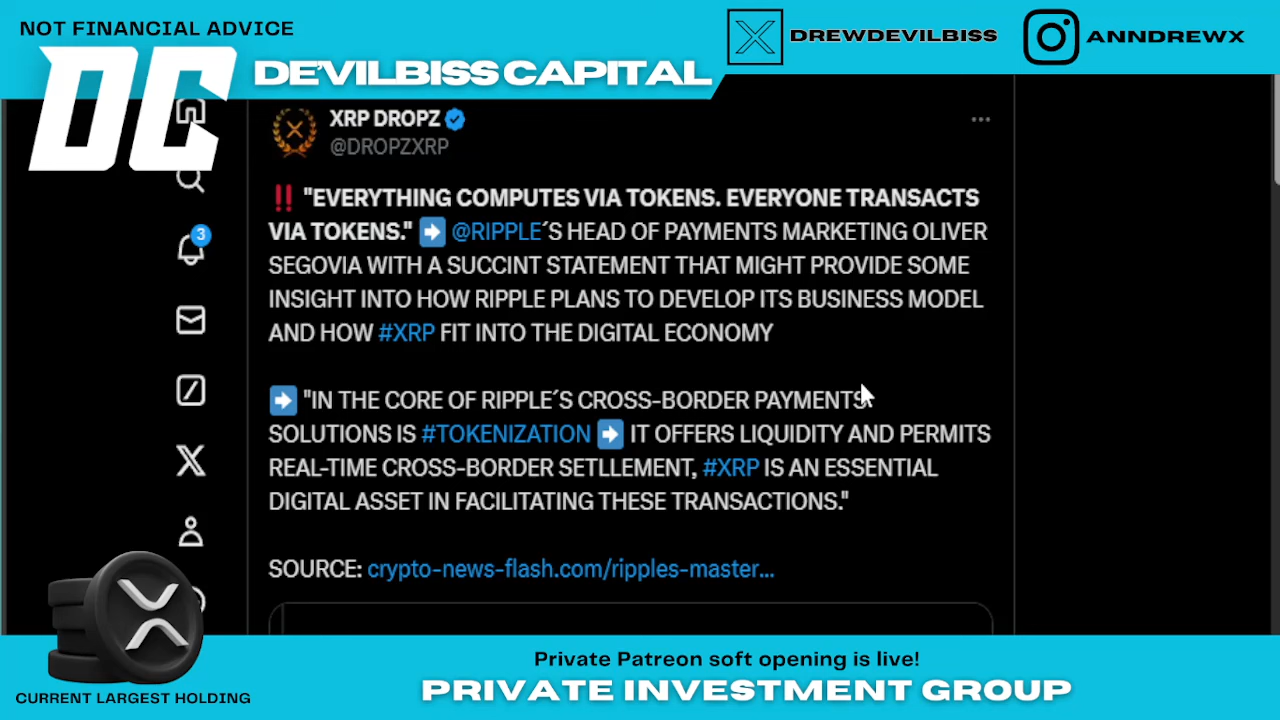 NOT FINANCIAL ADVICE
DC
DE'VILBISS CAPITAL
DREWDEVILBISS
ANNDREWX
XRP DROPZ
@DROPZXRP
3
‼️ "EVERYTHING COMPUTES VIA TOKENS. EVERYONE TRANSACTS
VIA TOKENS." ➡️ @RIPPLE´S HEAD OF PAYMENTS MARKETING OLIVER
SEGOVIA WITH A SUCCINT STATEMENT THAT MIGHT PROVIDE SOME
INSIGHT INTO HOW RIPPLE PLANS TO DEVELOP ITS BUSINESS MODEL
AND HOW #XRP FIT INTO THE DIGITAL ECONOMY
➡️ "IN THE CORE OF RIPPLE´S CROSS-BORDER PAYMENTS
SOLUTIONS IS #TOKENIZATION ➡️ IT OFFERS LIQUIDITY AND PERMITS
REAL-TIME CROSS-BORDER SETLLEMENT, #XRP IS AN ESSENTIAL
DIGITAL ASSET IN FACILITATING THESE TRANSACTIONS."
SOURCE: crypto-news-flash.com/ripples-master...
CURRENT LARGEST HOLDING
Private Patreon soft opening is live!
PRIVATE INVESTMENT GROUP